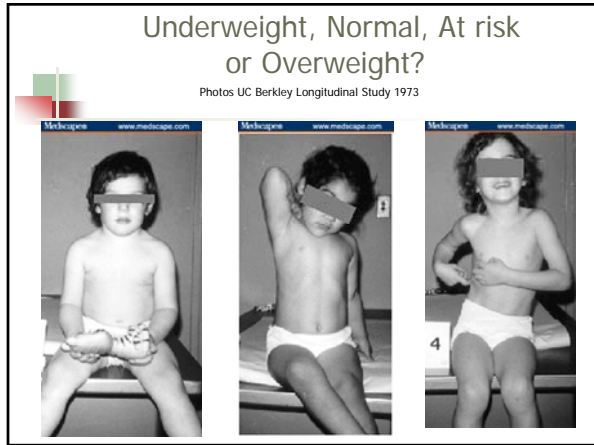 Underweight, Normal, At risk
or Overweight?
Photos UC Berkley Longitudinal Study 1973
Medscape® www.medscape.com
Medscape® www.medscape.com
Medscape® www.medscape.com
4